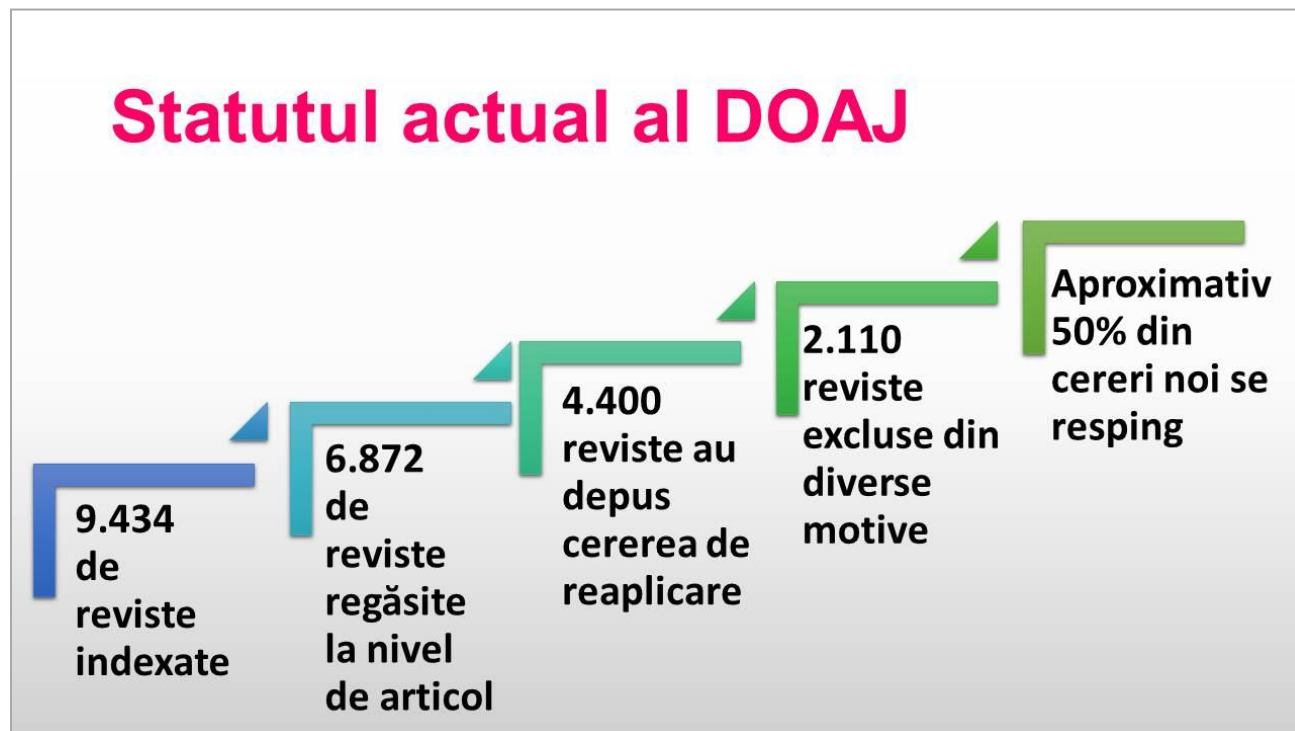 Statutul actual al DOAJ
9.434
de
reviste
indexate
6.872
de
reviste
regăsite
la nivel
de articol
4.400
reviste au
depus
cererea de
reaplicare
2.110
reviste
excluse din
diverse
motive
Aproximativ
50% din
cereri noi se
resping